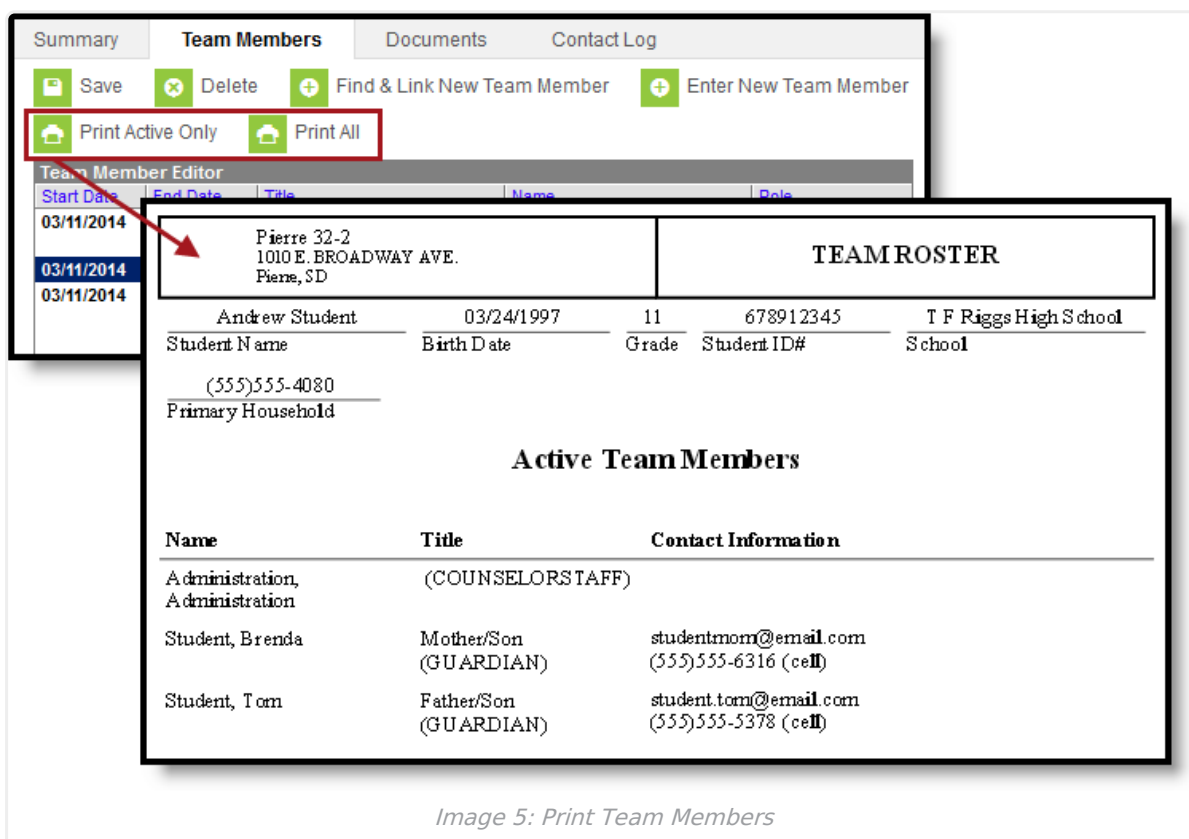 Summary Team Members Documents Contact Log
Save Delete Find & Link New Team Member Enter New Team Member
Print Active Only Print All
Team Member Editor
Start Date End Date Title Name Role
03/11/2014
03/11/2014
03/11/2014
Pierre 32-2
1010 E. BROADWAY AVE.
Pierre, SD
TEAM ROSTER
Andrew Student 03/24/1997 11 678912345 T F Riggs High School
Student Name Birth Date Grade Student ID# School
(555)555-4080
Primary Household
Active Team Members
Name Title Contact Information
Administration, (COUNSELORSTAFF)
Administration
Student, Brenda Mother/Son studentmom@email.com
(GUARDIAN) (555)555-6316 (cell)
Student, Tom Father/Son student.tom@email.com
(GUARDIAN) (555)555-5378 (cell)
Image 5: Print Team Members